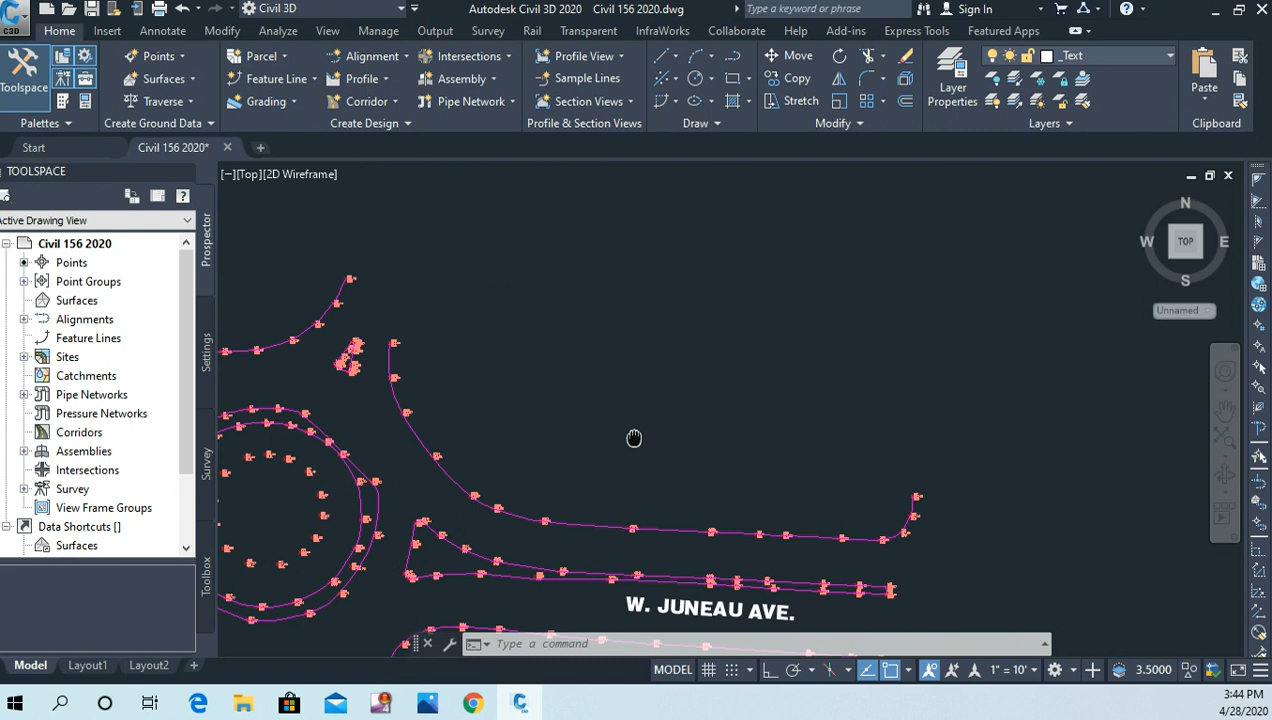 Civil 3D
Autodesk Civil 3D 2020 Civil 156 2020.dwg
Type a keyword or phrase
Sign In
C3D
Home Insert Annotate Modify Analyze View Manage Output Survey Rail Transparent InfraWorks Collaborate Help Add-ins Express Tools Featured Apps
Toolspace
Palettes
Points
Surfaces
Traverse
Create Ground Data
Parcel
Feature Line
Grading
Alignment
Profile
Corridor
Intersections
Assembly
Pipe Network
Create Design
Profile View
Sample Lines
Section Views
Profile & Section Views
Draw
Move
Copy
Stretch
Modify
Layer
Properties
_Text
Layers
Paste
Clipboard
Start
Civil 156 2020*
TOOLSPACE
Active Drawing View
Civil 156 2020
Points
Point Groups
Surfaces
Alignments
Feature Lines
Sites
Catchments
Pipe Networks
Pressure Networks
Corridors
Assemblies
Intersections
Survey
View Frame Groups
Data Shortcuts []
Surfaces
Prospector
Settings
Survey
Toolbox
[−][Top][2D Wireframe]
N
W TOP E
S
Unnamed
W. JUNEAU AVE.
Type a command
Model Layout1 Layout2
MODEL
1" = 10'
3.5000
3:44 PM
4/28/2020